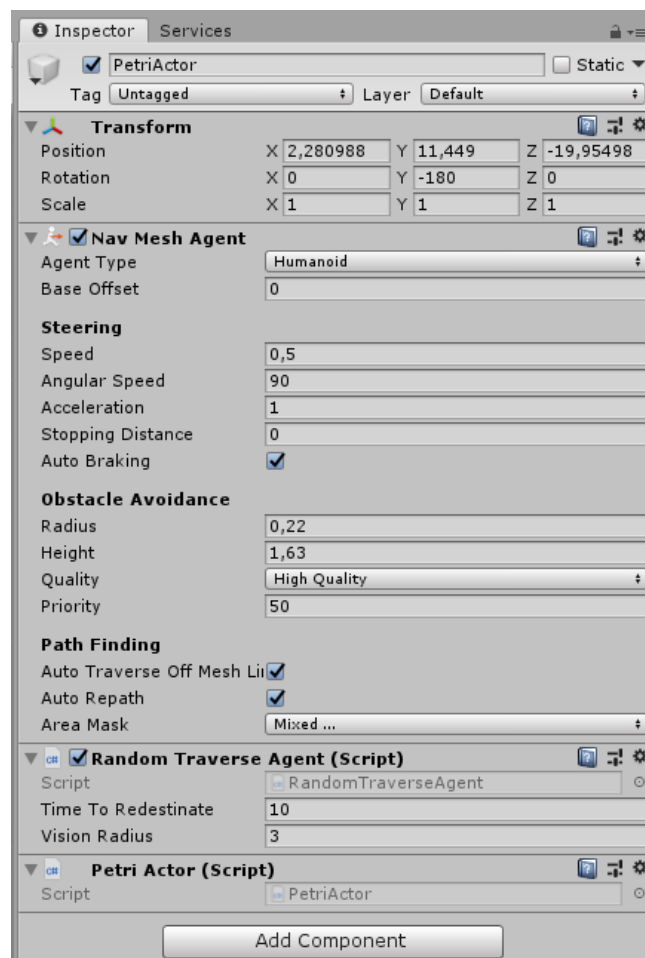 Inspector Services
PetriActor Static
Tag Untagged Layer Default
Transform
Position X 2,280988 Y 11,449 Z -19,95498
Rotation X 0 Y -180 Z 0
Scale X 1 Y 1 Z 1
Nav Mesh Agent
Agent Type Humanoid
Base Offset 0
Steering
Speed 0,5
Angular Speed 90
Acceleration 1
Stopping Distance 0
Auto Braking
Obstacle Avoidance
Radius 0,22
Height 1,63
Quality High Quality
Priority 50
Path Finding
Auto Traverse Off Mesh Li
Auto Repath
Area Mask Mixed ...
c# Random Traverse Agent (Script)
Script RandomTraverseAgent
Time To Redestinate 10
Vision Radius 3
c# Petri Actor (Script)
Script PetriActor
Add Component